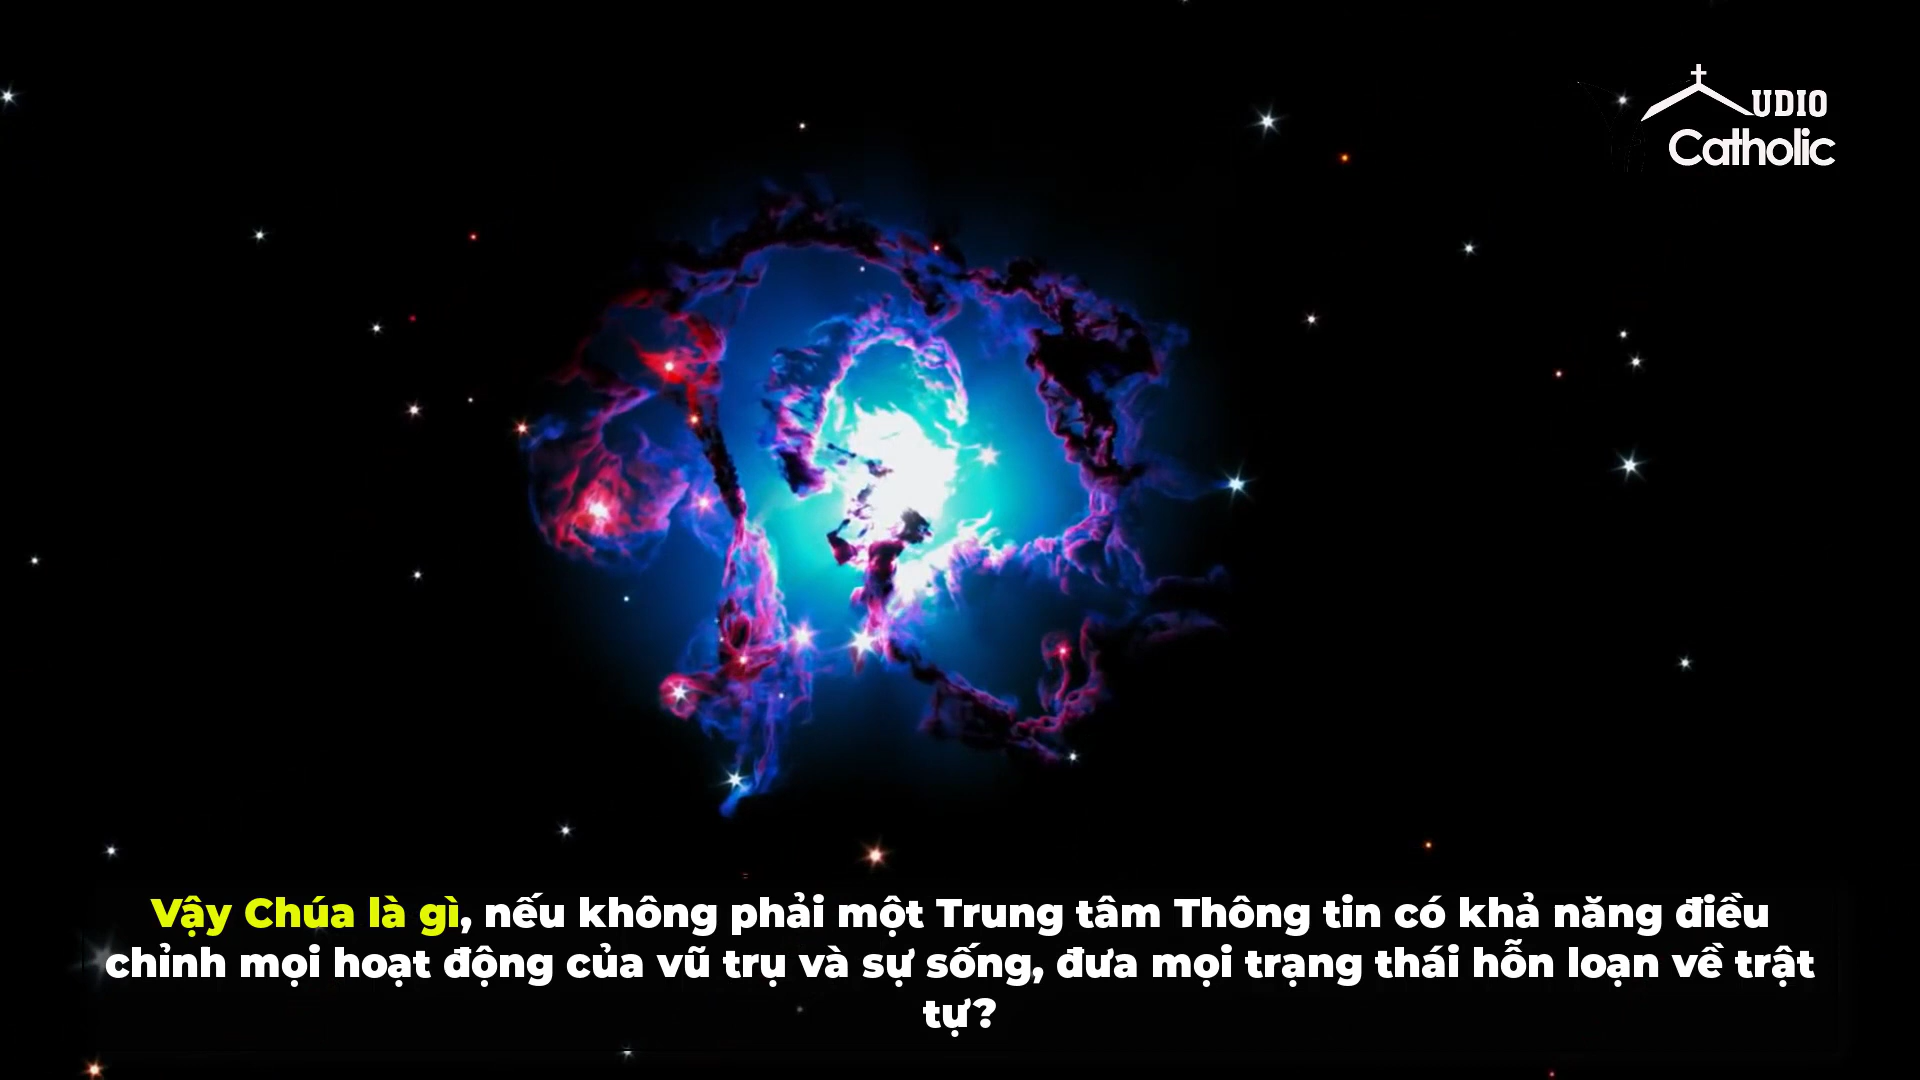 UDIO
Catholic
Vậy Chúa là gì, nếu không phải một Trung tâm Thông tin có khả năng điều
chỉnh mọi hoạt động của vũ trụ và sự sống, đưa mọi trạng thái hỗn loạn về trật
tự?